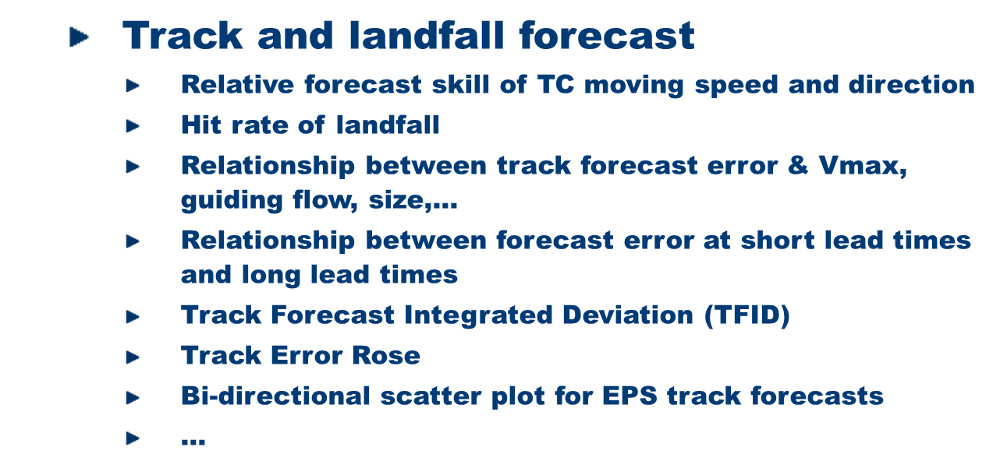 Track and landfall forecast
Relative forecast skill of TC moving speed and direction
Hit rate of landfall
Relationship between track forecast error & Vmax,
guiding flow, size,...
Relationship between forecast error at short lead times
and long lead times
Track Forecast Integrated Deviation (TFID)
Track Error Rose
Bi-directional scatter plot for EPS track forecasts
...